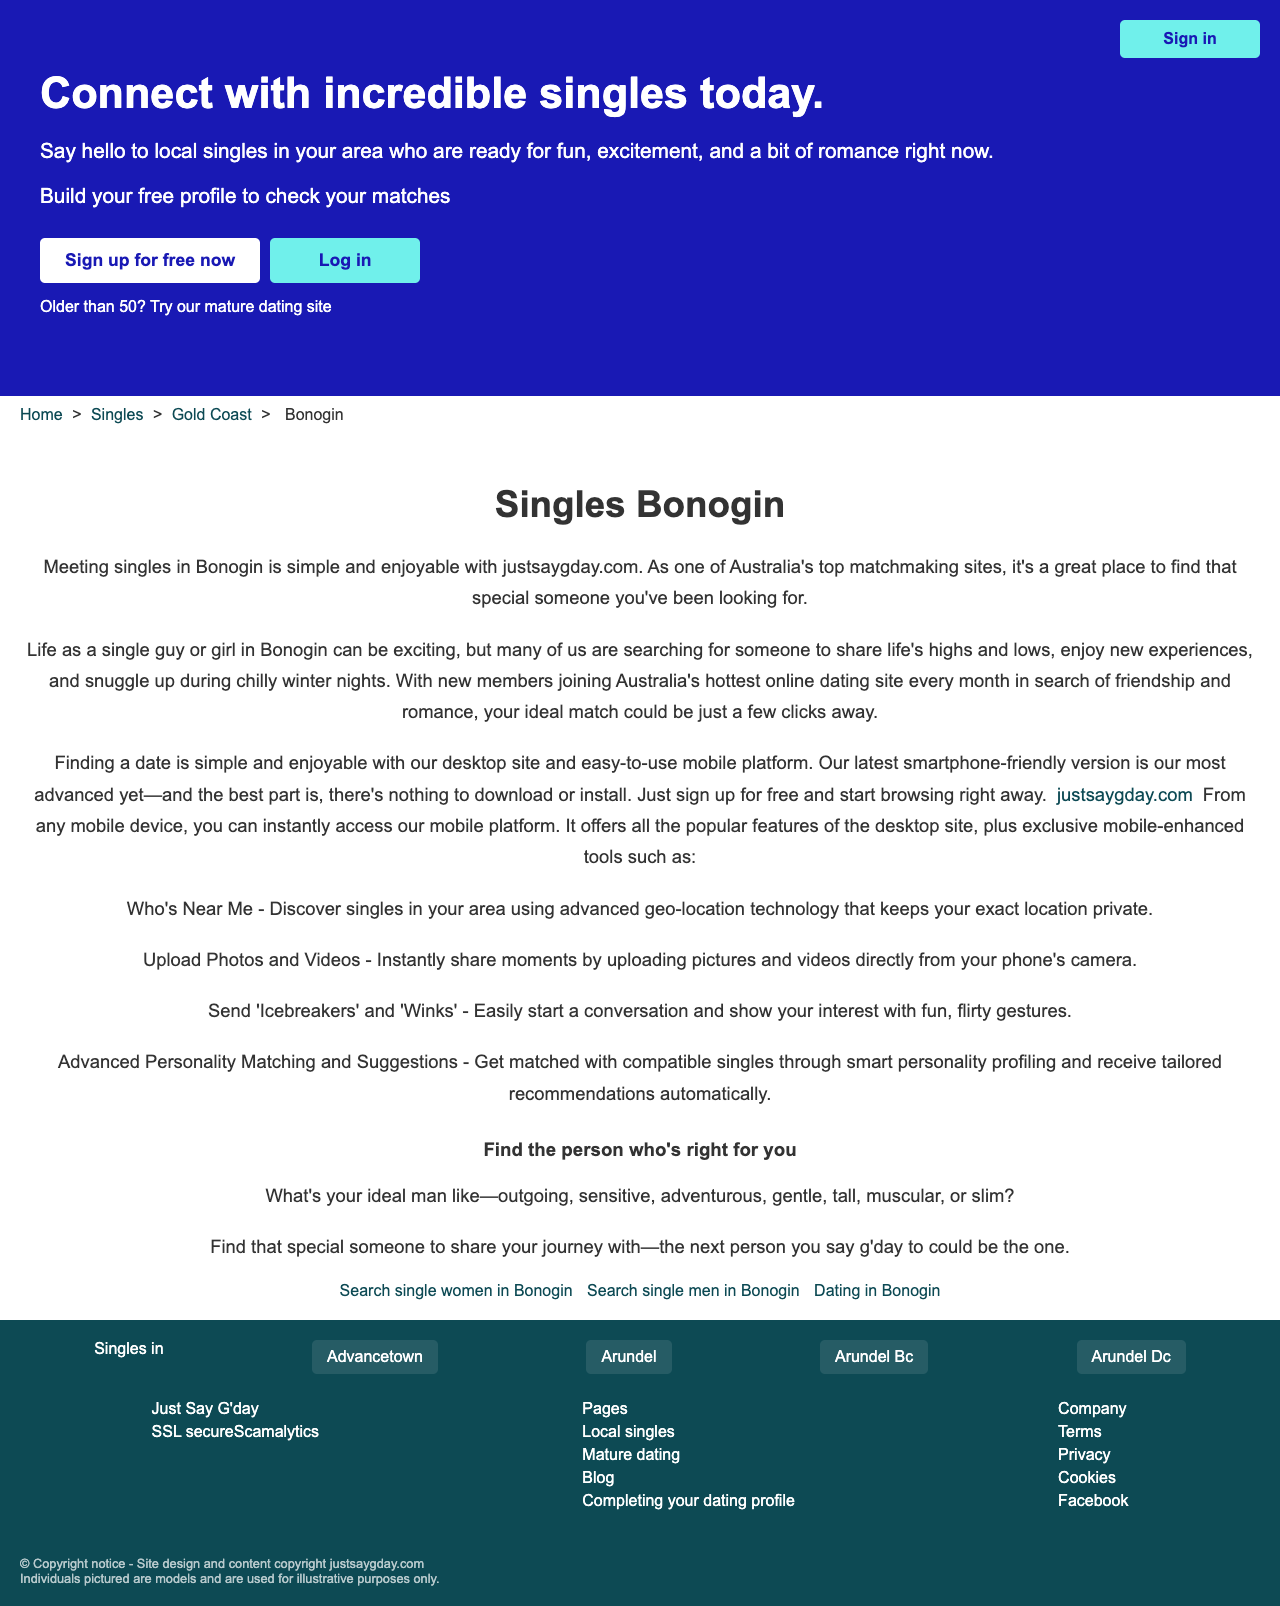 Sign in
Connect with incredible singles today.
Say hello to local singles in your area who are ready for fun, excitement, and a bit of romance right now.
Build your free profile to check your matches
Sign up for free now
Log in
Older than 50? Try our mature dating site
Home > Singles > Gold Coast > Bonogin
Singles Bonogin
Meeting singles in Bonogin is simple and enjoyable with justsaygday.com. As one of Australia's top matchmaking sites, it's a great place to find that
special someone you've been looking for.
Life as a single guy or girl in Bonogin can be exciting, but many of us are searching for someone to share life's highs and lows, enjoy new experiences,
and snuggle up during chilly winter nights. With new members joining Australia's hottest online dating site every month in search of friendship and
romance, your ideal match could be just a few clicks away.
Finding a date is simple and enjoyable with our desktop site and easy-to-use mobile platform. Our latest smartphone-friendly version is our most
advanced yet—and the best part is, there's nothing to download or install. Just sign up for free and start browsing right away. justsaygday.com From
any mobile device, you can instantly access our mobile platform. It offers all the popular features of the desktop site, plus exclusive mobile-enhanced
tools such as:
Who's Near Me - Discover singles in your area using advanced geo-location technology that keeps your exact location private.
Upload Photos and Videos - Instantly share moments by uploading pictures and videos directly from your phone's camera.
Send 'Icebreakers' and 'Winks' - Easily start a conversation and show your interest with fun, flirty gestures.
Advanced Personality Matching and Suggestions - Get matched with compatible singles through smart personality profiling and receive tailored
recommendations automatically.
Find the person who's right for you
What's your ideal man like—outgoing, sensitive, adventurous, gentle, tall, muscular, or slim?
Find that special someone to share your journey with—the next person you say g'day to could be the one.
Search single women in Bonogin Search single men in Bonogin Dating in Bonogin
Singles in
Advancetown
Arundel
Arundel Bc
Arundel Dc
Just Say G'day
SSL secureScamalytics
Pages
Local singles
Mature dating
Blog
Completing your dating profile
Company
Terms
Privacy
Cookies
Facebook
© Copyright notice - Site design and content copyright justsaygday.com
Individuals pictured are models and are used for illustrative purposes only.